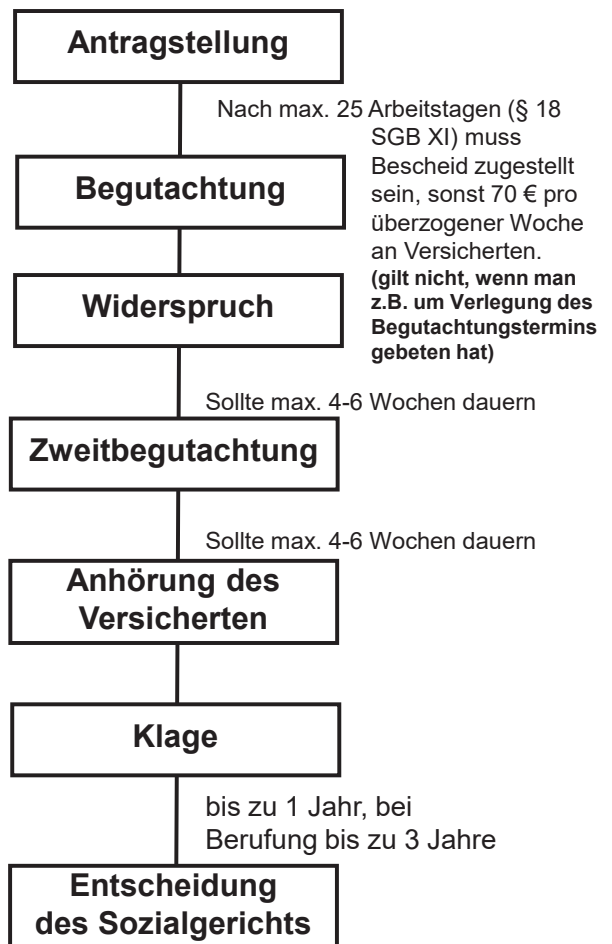 Antragstellung
Nach max. 25 Arbeitstagen (§ 18
SGB XI) muss
Bescheid zugestellt
sein, sonst 70 € pro
überzogener Woche
an Versicherten.
(gilt nicht, wenn man
z.B. um Verlegung des
Begutachtungstermins
gebeten hat)
Begutachtung
Widerspruch
Sollte max. 4-6 Wochen dauern
Zweitbegutachtung
Sollte max. 4-6 Wochen dauern
Anhörung des
Versicherten
Klage
bis zu 1 Jahr, bei
Berufung bis zu 3 Jahre
Entscheidung
des Sozialgerichts